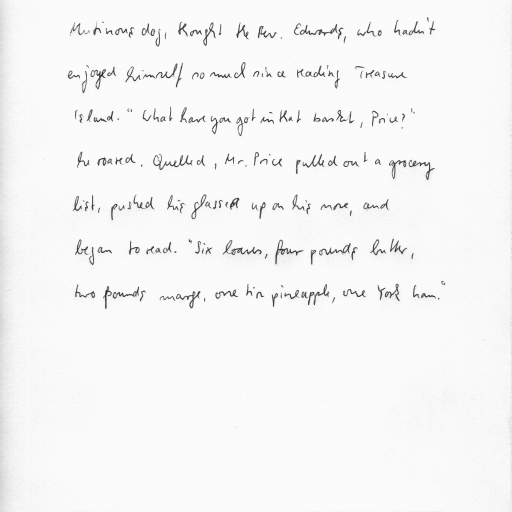 Mutinous dog, thought the Rev. Edwards, who hadn't
enjoyed himself so much since reading Treasure
Island. "What have you got in that basket, Price?"
he roared. Quelled, Mr. Price pulled out a grocery
list, pushed his glasses up on his nose, and
began to read. "Six loaves, four pounds butter,
two pounds marge, one tin pineapple, one York ham."